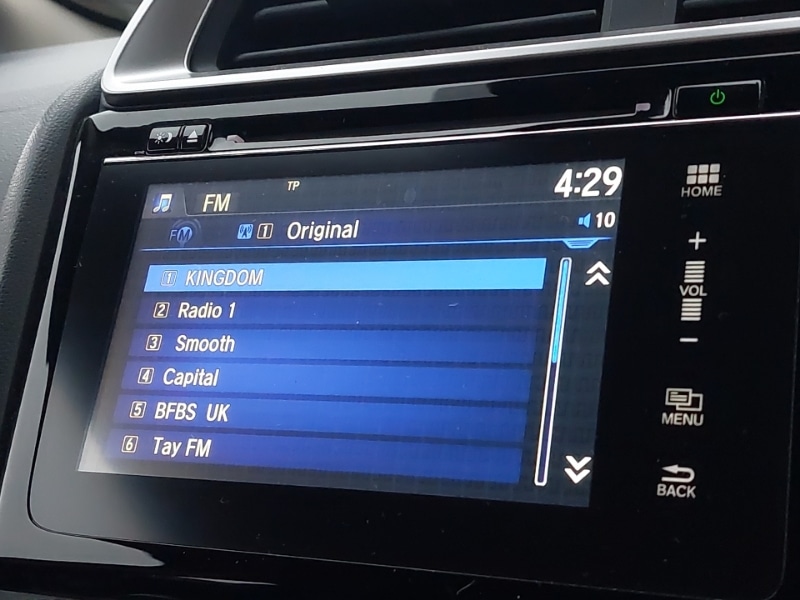 TP
4:29
FM
HOME
FM 1 Original 10
+
1 KINGDOM
VOL
2 Radio 1
3 Smooth
−
4 Capital
5 BFBS UK
MENU
6 Tay FM
BACK